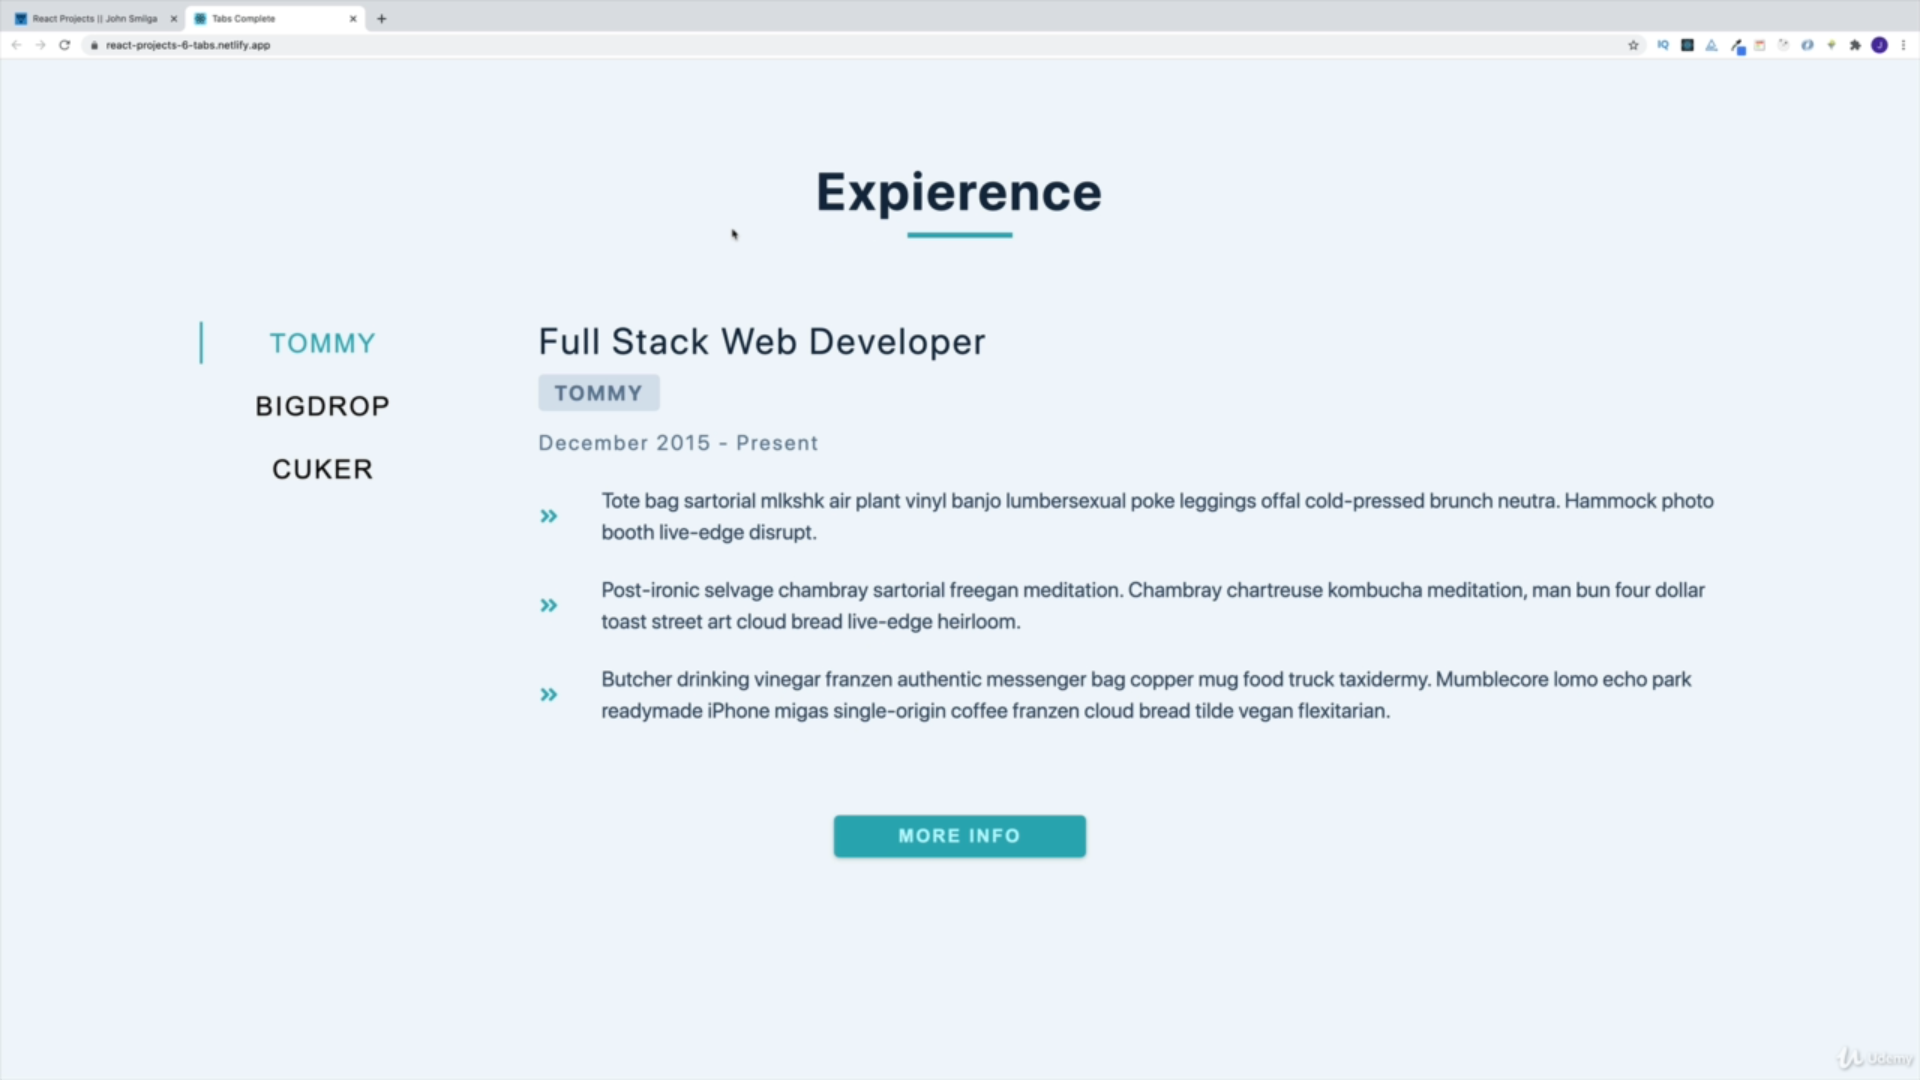 React Projects || John Smilga
Tabs Complete
react-projects-6-tabs.netlify.app
IQ
J
Expierence
TOMMY
BIGDROP
CUKER
Full Stack Web Developer
TOMMY
December 2015 - Present
Tote bag sartorial mlkshk air plant vinyl banjo lumbersexual poke leggings offal cold-pressed brunch neutra. Hammock photo
booth live-edge disrupt.
Post-ironic selvage chambray sartorial freegan meditation. Chambray chartreuse kombucha meditation, man bun four dollar
toast street art cloud bread live-edge heirloom.
Butcher drinking vinegar franzen authentic messenger bag copper mug food truck taxidermy. Mumblecore lomo echo park
readymade iPhone migas single-origin coffee franzen cloud bread tilde vegan flexitarian.
MORE INFO
Udemy